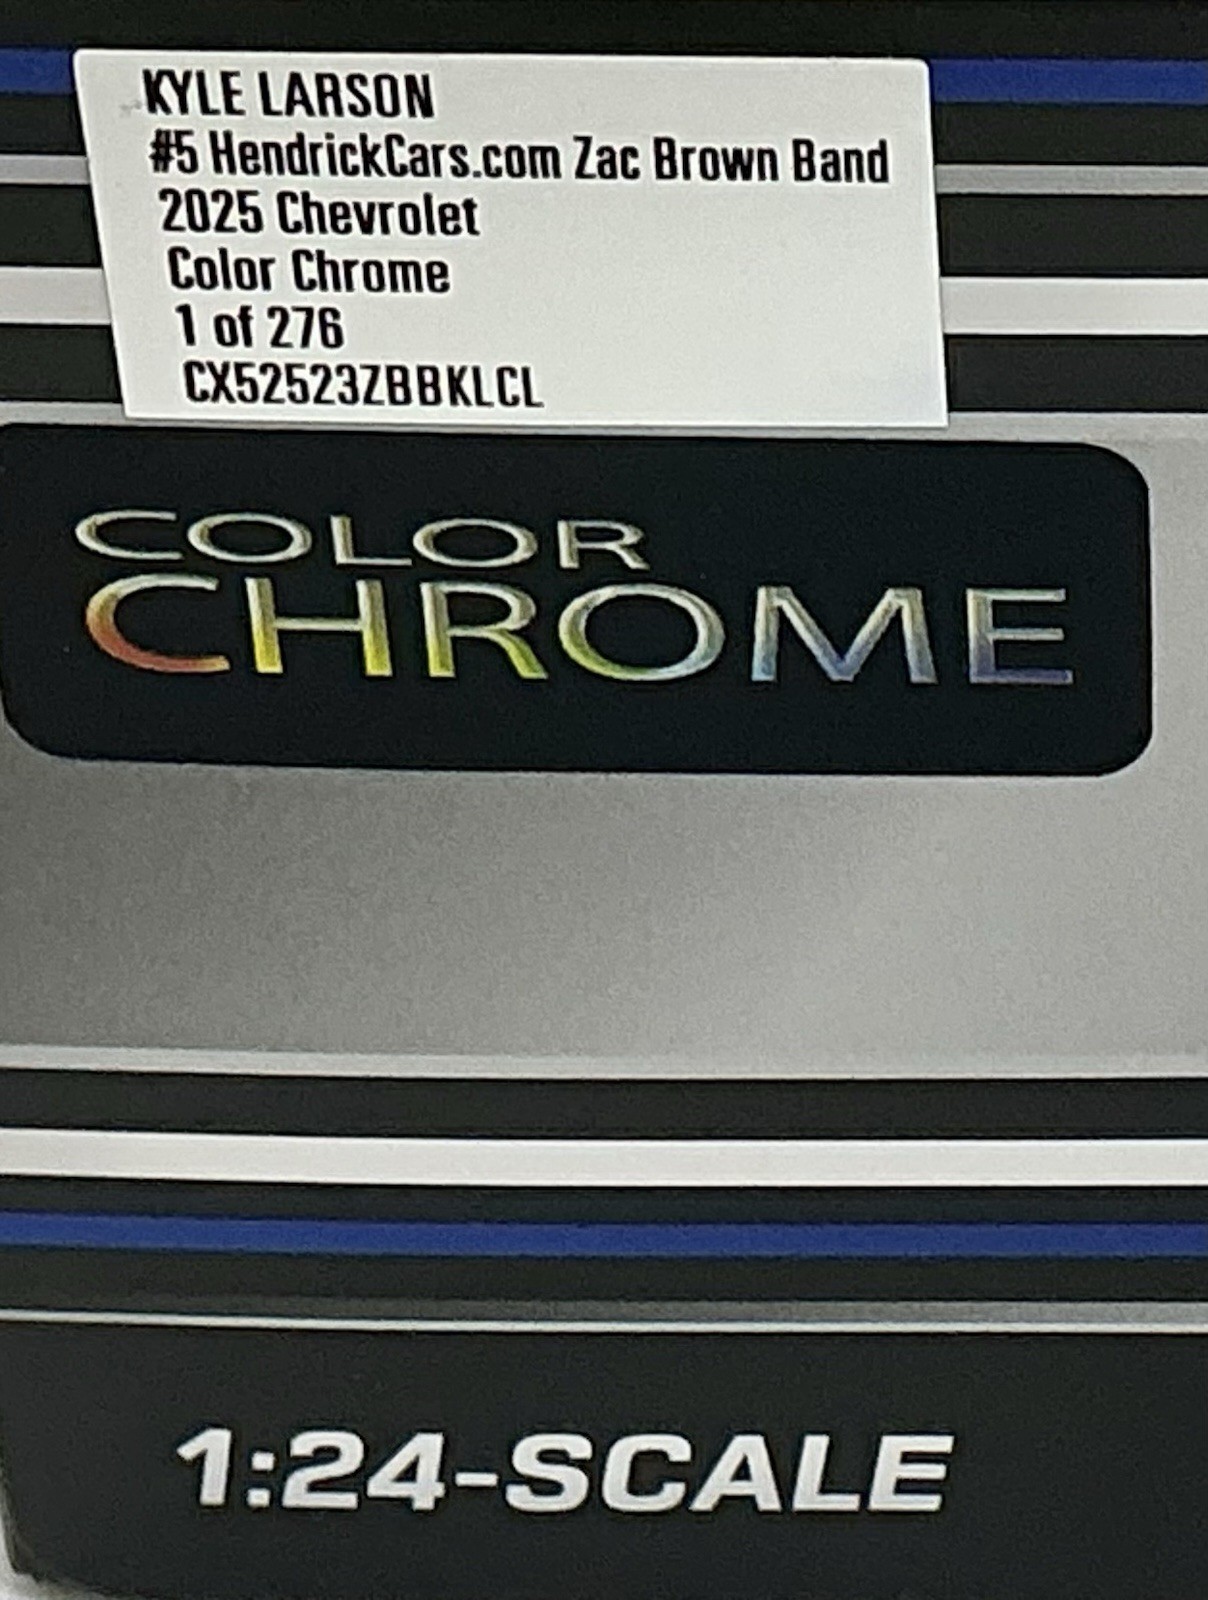 KYLE LARSON
#5 HendrickCars.com Zac Brown Band
2025 Chevrolet
Color Chrome
1 of 276
CX52523ZBBKLCL
COLOR
CHROME
1:24-SCALE